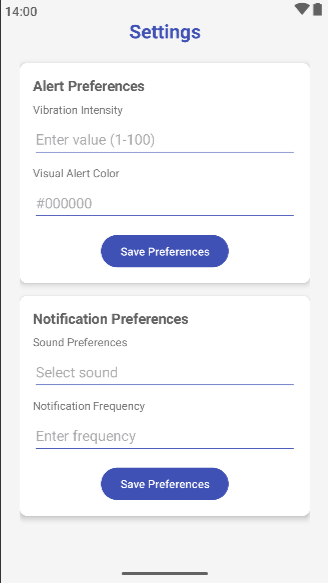 14:00
Settings
Alert Preferences
Vibration Intensity
Enter value (1-100)
Visual Alert Color
#000000
Save Preferences
Notification Preferences
Sound Preferences
Select sound
Notification Frequency
Enter frequency
Save Preferences